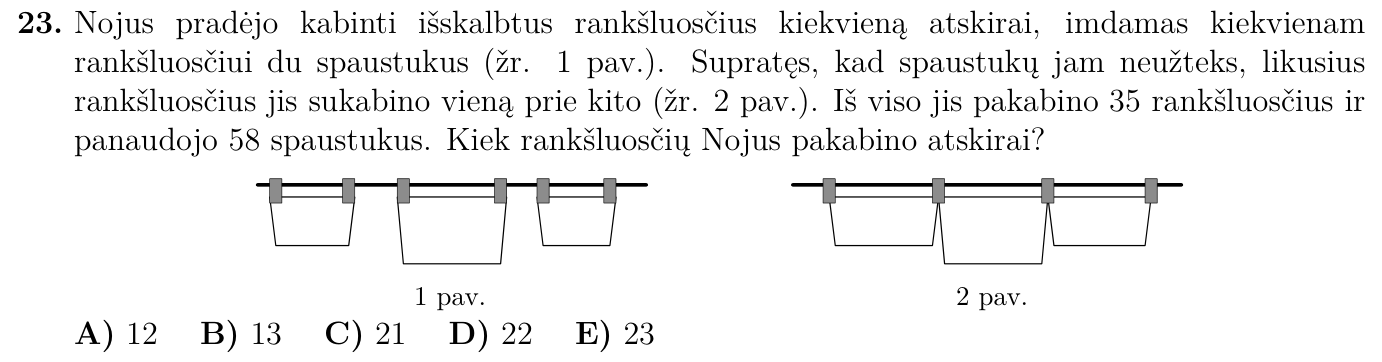 23. Nojus pradėjo kabinti išskalbtus rankšluosčius kiekvieną atskirai, imdamas kiekvienam
rankšluosčiui du spaustukus (žr. 1 pav.). Supratęs, kad spaustukų jam neužteks, likusius
rankšluosčius jis sukabino vieną prie kito (žr. 2 pav.). Iš viso jis pakabino 35 rankšluosčius ir
panaudojo 58 spaustukus. Kiek rankšluosčių Nojus pakabino atskirai?
1 pav. 2 pav.
A) 12 B) 13 C) 21 D) 22 E) 23